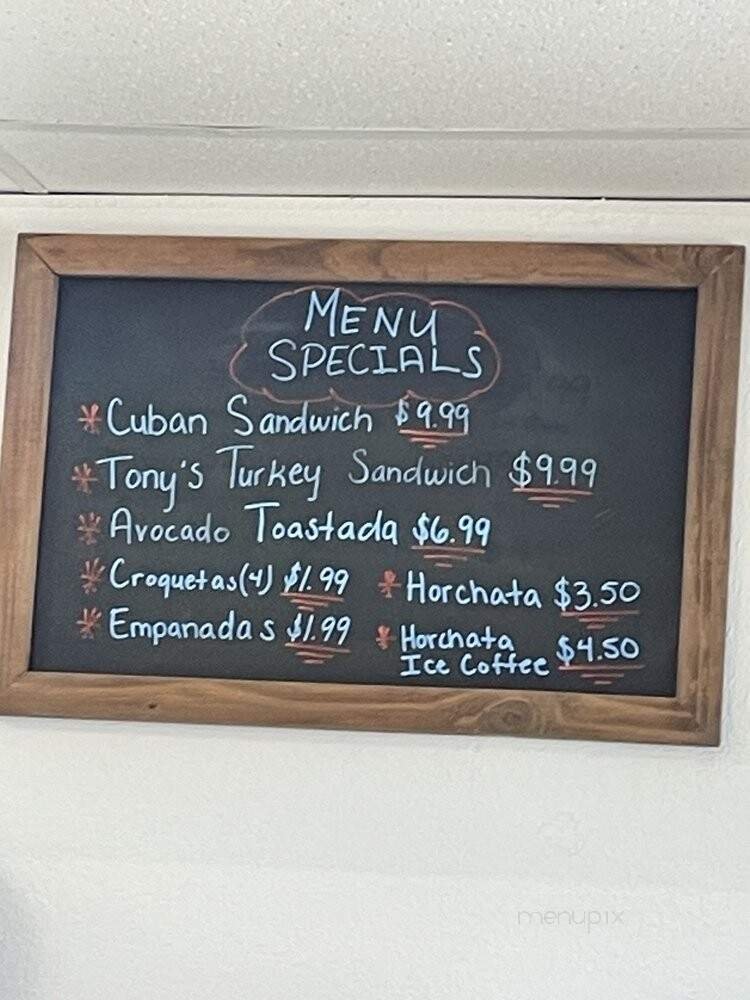 MENU
SPECIALS
Cuban Sandwich $9.99
Tony's Turkey Sandwich $9.99
Avocado Toastada $6.99
Croquetas(4) $1.99
Empanadas $1.99
Horchata $3.50
Horchata
Ice Coffee $4.50
menupix